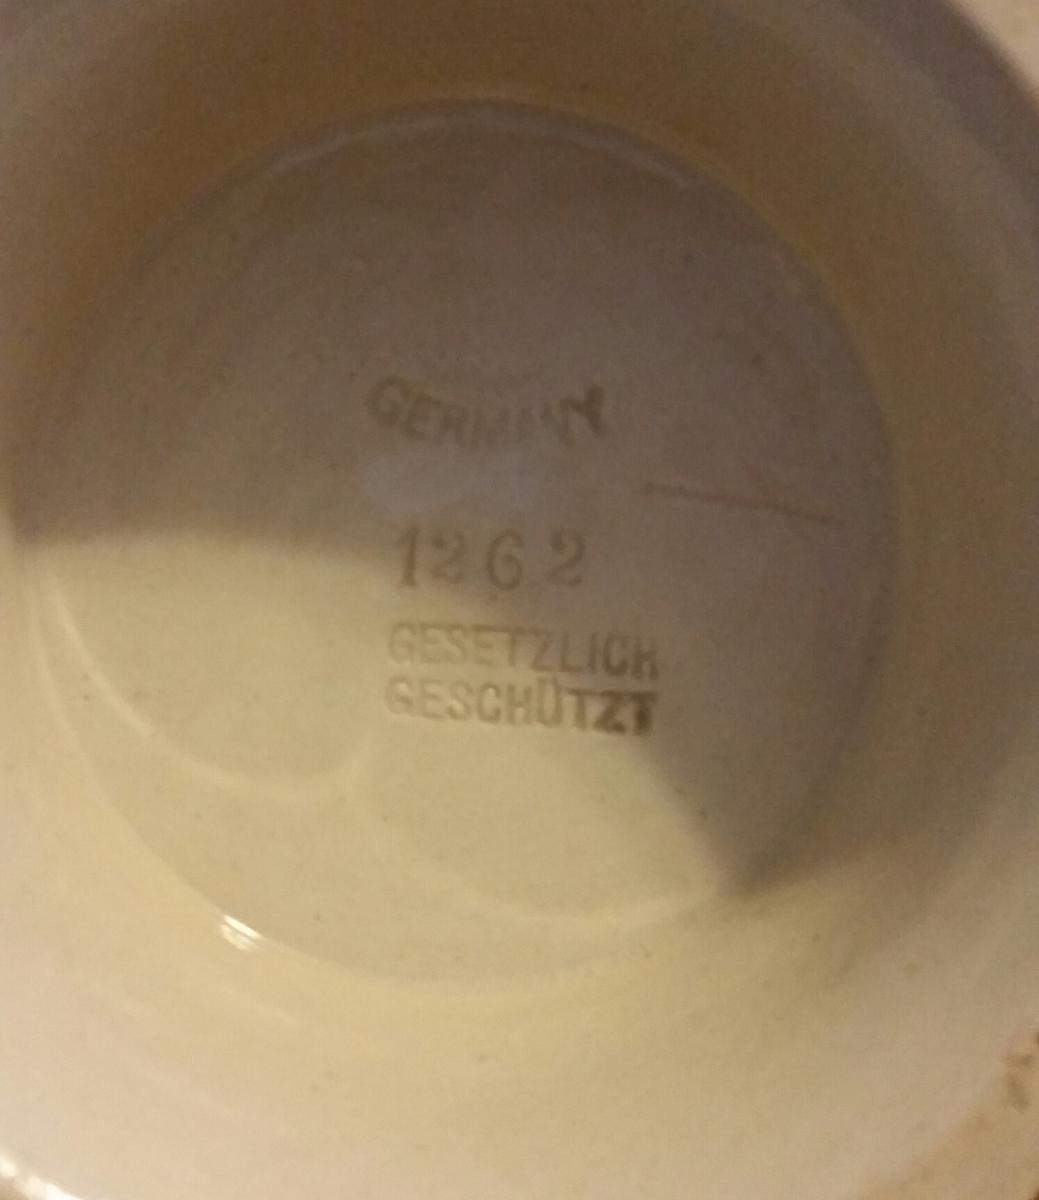 GERMANY
1262
GESETZLICH
GESCHÜTZT